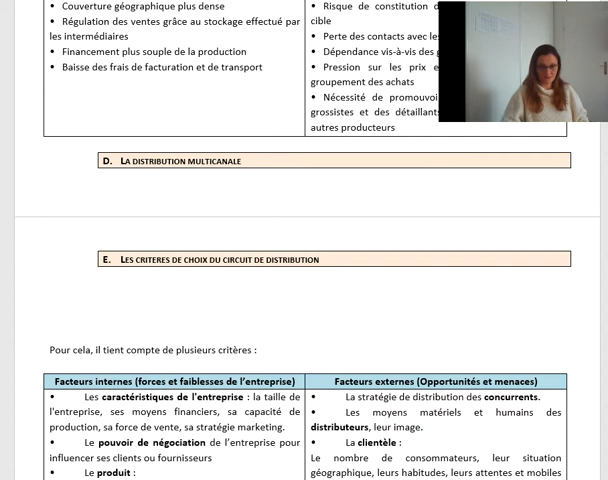 • Couverture géographique plus dense
• Régulation des ventes grâce au stockage effectué par
les intermédiaires
• Financement plus souple de la production
• Baisse des frais de facturation et de transport
• Risque de constitution
cible
• Perte des contacts avec les
• Dépendance vis-à-vis des
• Pression sur les prix
groupement des achats
• Nécessité de
grossistes et des détaillants
autres producteurs
D. LA DISTRIBUTION MULTICANALE
E. LES CRITERES DE CHOIX DU CIRCUIT DE DISTRIBUTION
Pour cela, il tient compte de plusieurs critères :
Facteurs internes (forces et faiblesses de l'entreprise)
• Les caractéristiques de l'entreprise : la taille de
l'entreprise, ses moyens financiers, sa capacité de
production, sa force de vente, sa stratégie marketing.
• Le pouvoir de négociation de l'entreprise pour
influencer ses clients ou fournisseurs
• Le produit :
Facteurs externes (Opportunités et menaces)
• La stratégie de distribution des concurrents.
• Les moyens matériels et humains des
distributeurs, leur image.
• La clientèle :
Le nombre de consommateurs, leur situation
géographique, leurs habitudes, leurs attentes et mobiles